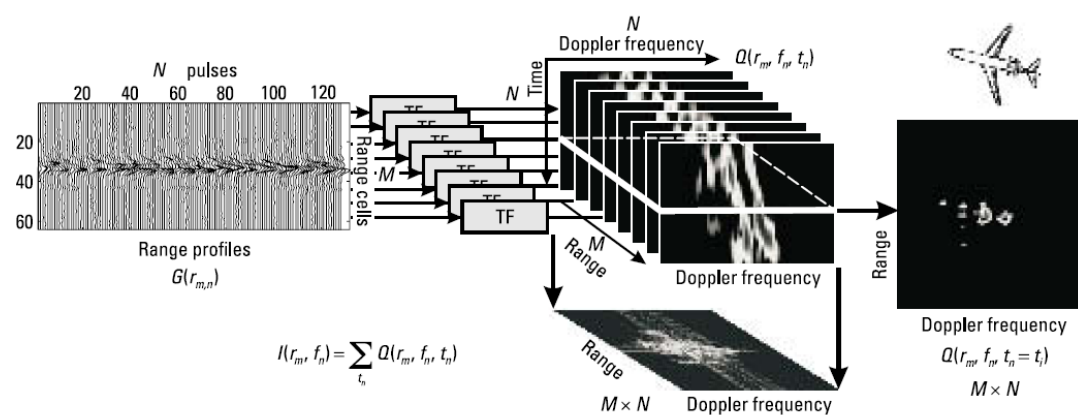 N pulses
20 40 60 80 100 120
20
40
60
Range profiles
G(r_{m,n})
Range cells
M
N
TF
TF
TF
TF
TF
TF
TF
Time
N
Doppler frequency
Q(r_m, f_n, t_n)
M
Range
Doppler frequency
Range
Doppler frequency
Q(r_m, f_n, t_n = t_i)
M × N
I(r_m, f_n) = ∑_{t_n} Q(r_m, f_n, t_n)
Range
M × N
Doppler frequency